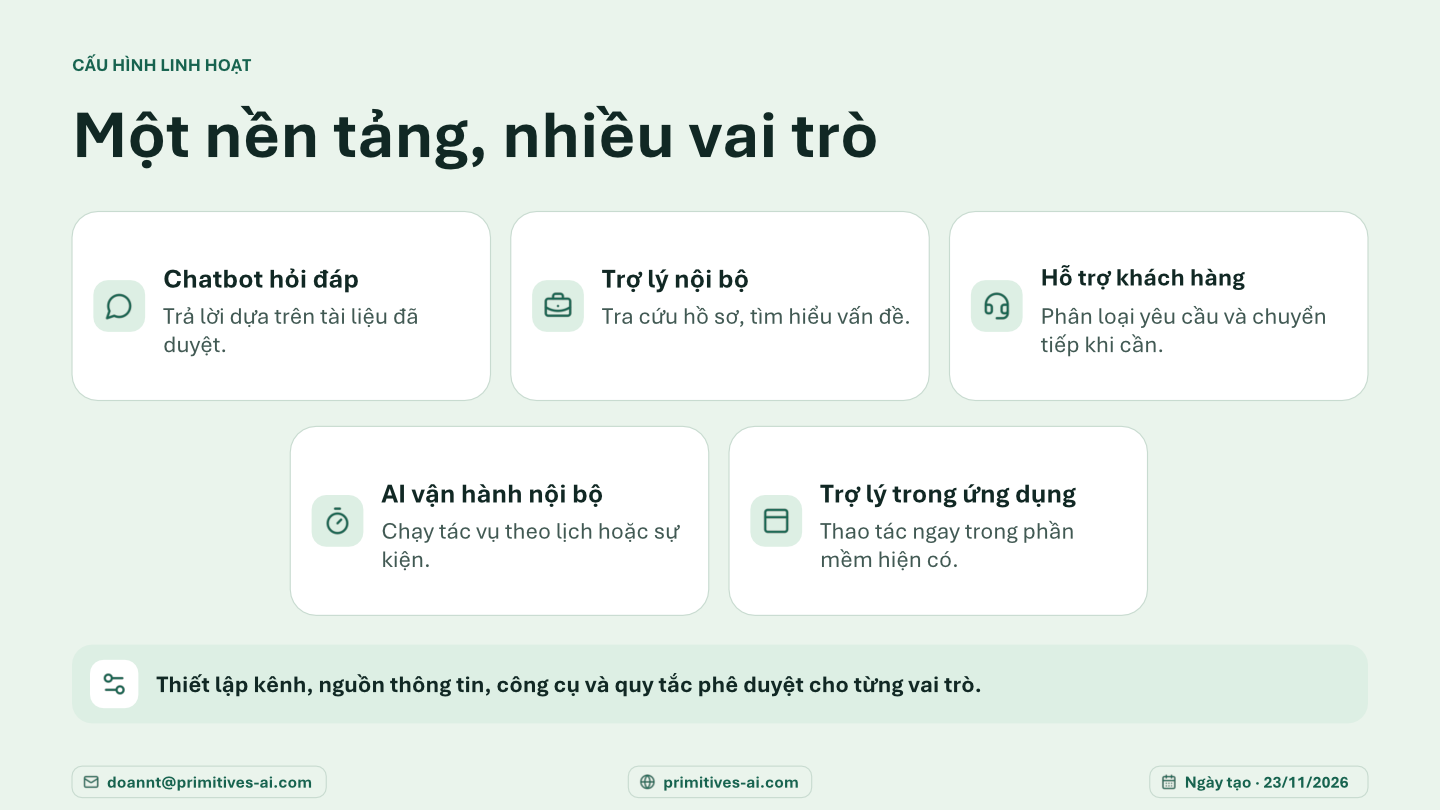 CẤU HÌNH LINH HOẠT
Một nền tảng, nhiều vai trò
Chatbot hỏi đáp
Trả lời dựa trên tài liệu đã
duyệt.
Trợ lý nội bộ
Tra cứu hồ sơ, tìm hiểu vấn đề.
Hỗ trợ khách hàng
Phân loại yêu cầu và chuyển
tiếp khi cần.
AI vận hành nội bộ
Chạy tác vụ theo lịch hoặc sự
kiện.
Trợ lý trong ứng dụng
Thao tác ngay trong phần
mềm hiện có.
Thiết lập kênh, nguồn thông tin, công cụ và quy tắc phê duyệt cho từng vai trò.
doannt@primitives-ai.com
primitives-ai.com
Ngày tạo · 23/11/2026